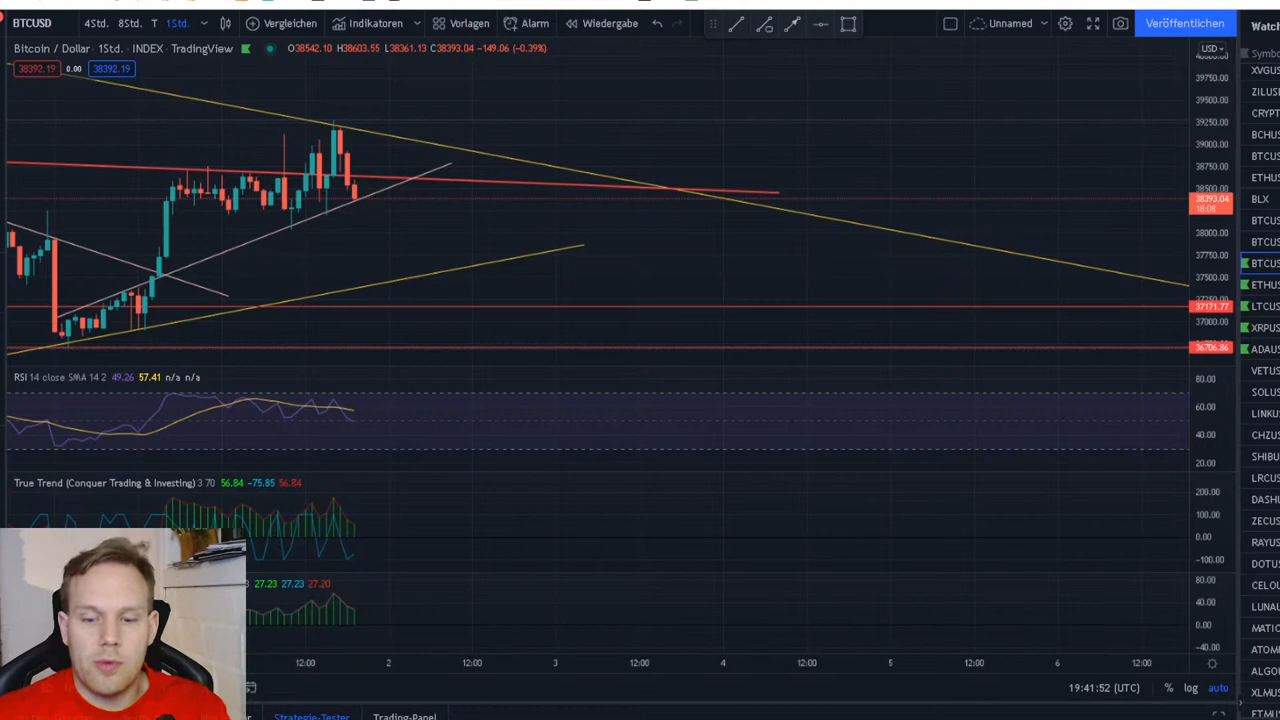 BTCUSD 4Std. 8Std. T 1Std. Vergleichen Indikatoren Vorlagen Alarm Wiedergabe Unnamed Veröffentlichen Watch
Bitcoin / Dollar · 1Std. · INDEX · TradingView O38542.10 H38603.55 L38361.13 C38393.04 −149.06 (−0.39%) USD
38392.19 0.00 38392.19
39750.00
39500.00
39250.00
39000.00
38750.00
38500.00
38393.04
18:08
38000.00
37750.00
37500.00
37171.77
37000.00
36706.86
RSI 14 close SMA 14 2 49.26 57.41 n/a n/a
80.00
60.00
40.00
20.00
True Trend (Conquer Trading & Investing) 3 70 56.84 −75.85 56.84
200.00
100.00
0.00
−100.00
27.23 27.23 27.20
80.00
40.00
0.00
−40.00
12:00 2 12:00 3 12:00 4 12:00 5 12:00 6 12:00
19:41:52 (UTC) % log auto
Strategie-Tester Trading-Panel
Symbo
XVGUS
ZILUS
CRYPT
BCHUS
BTCUS
ETHUS
BLX
BTCUS
BTCUS
BTCUS
ETHUS
LTCUS
XRPUS
ADAUS
VETUS
SOLUS
LINKU
CHZUS
SHIBU
LRCUS
DASHU
ZECUS
RAYUS
DOTUS
CELOU
LUNAU
MATIC
ATOM
ALGO
XLMUS
ETMUS